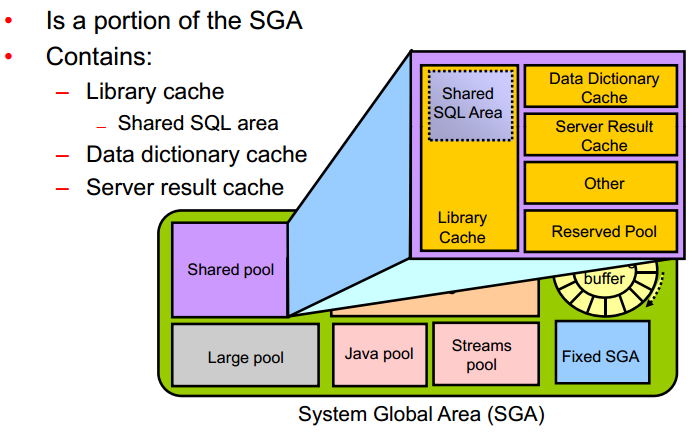 • Is a portion of the SGA
• Contains:
– Library cache
– Shared SQL area
– Data dictionary cache
– Server result cache
Shared
SQL Area
Library
Cache
Data Dictionary
Cache
Server Result
Cache
Other
Reserved Pool
Shared pool
buffer
Large pool
Java pool
Streams
pool
Fixed SGA
System Global Area (SGA)